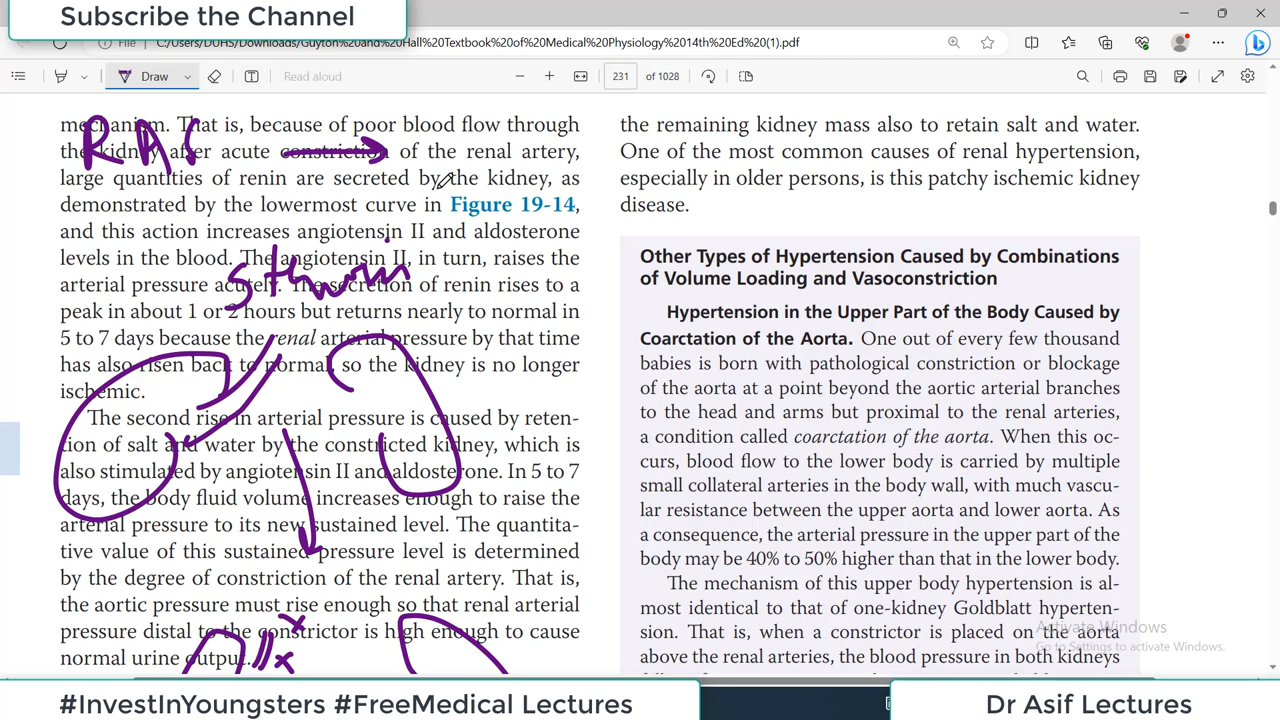 Subscribe the Channel
File
C:/Users/DUHS/Downloads/Guyton%20and%20Hall%20Textbook%20of%20Medical%20Physiology%2014th%20Ed%20(1).pdf
Draw
Read aloud
231 of 1028
mechanism. That is, because of poor blood flow through
the kidney after acute constriction of the renal artery,
large quantities of renin are secreted by the kidney, as
demonstrated by the lowermost curve in Figure 19-14,
and this action increases angiotensin II and aldosterone
levels in the blood. The angiotensin II, in turn, raises the
arterial pressure acutely. The secretion of renin rises to a
peak in about 1 or 2 hours but returns nearly to normal in
5 to 7 days because the renal arterial pressure by that time
has also risen back to normal, so the kidney is no longer
ischemic.
The second rise in arterial pressure is caused by reten-
tion of salt and water by the constricted kidney, which is
also stimulated by angiotensin II and aldosterone. In 5 to 7
days, the body fluid volume increases enough to raise the
arterial pressure to its new sustained level. The quantita-
tive value of this sustained pressure level is determined
by the degree of constriction of the renal artery. That is,
the aortic pressure must rise enough so that renal arterial
pressure distal to the constrictor is high enough to cause
normal urine output.
RAS
the remaining kidney mass also to retain salt and water.
One of the most common causes of renal hypertension,
especially in older persons, is this patchy ischemic kidney
disease.
Other Types of Hypertension Caused by Combinations
of Volume Loading and Vasoconstriction
Hypertension in the Upper Part of the Body Caused by
Coarctation of the Aorta. One out of every few thousand
babies is born with pathological constriction or blockage
of the aorta at a point beyond the aortic arterial branches
to the head and arms but proximal to the renal arteries,
a condition called coarctation of the aorta. When this oc-
curs, blood flow to the lower body is carried by multiple
small collateral arteries in the body wall, with much vascu-
lar resistance between the upper aorta and lower aorta. As
a consequence, the arterial pressure in the upper part of the
body may be 40% to 50% higher than that in the lower body.
The mechanism of this upper body hypertension is al-
most identical to that of one-kidney Goldblatt hyperten-
sion. That is, when a constrictor is placed on the aorta
above the renal arteries, the blood pressure in both kidneys
Activate Windows
Go to Settings to activate Windows.
#InvestInYoungsters #FreeMedical Lectures
Dr Asif Lectures